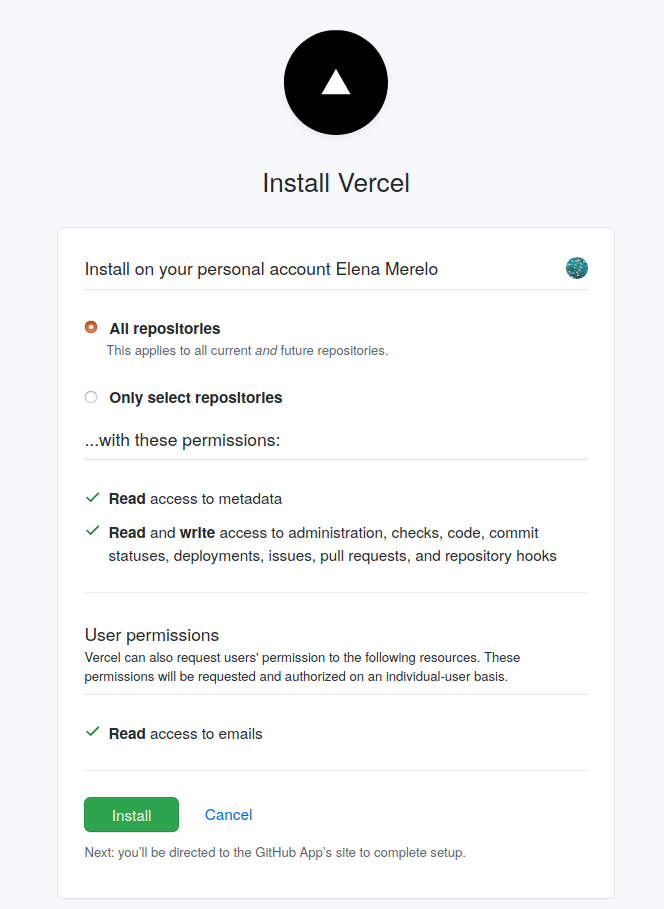 Install Vercel
Install on your personal account Elena Merelo
All repositories
This applies to all current and future repositories.
Only select repositories
...with these permissions:
Read access to metadata
Read and write access to administration, checks, code, commit
statuses, deployments, issues, pull requests, and repository hooks
User permissions
Vercel can also request users' permission to the following resources. These
permissions will be requested and authorized on an individual-user basis.
Read access to emails
Install Cancel
Next: you'll be directed to the GitHub App's site to complete setup.